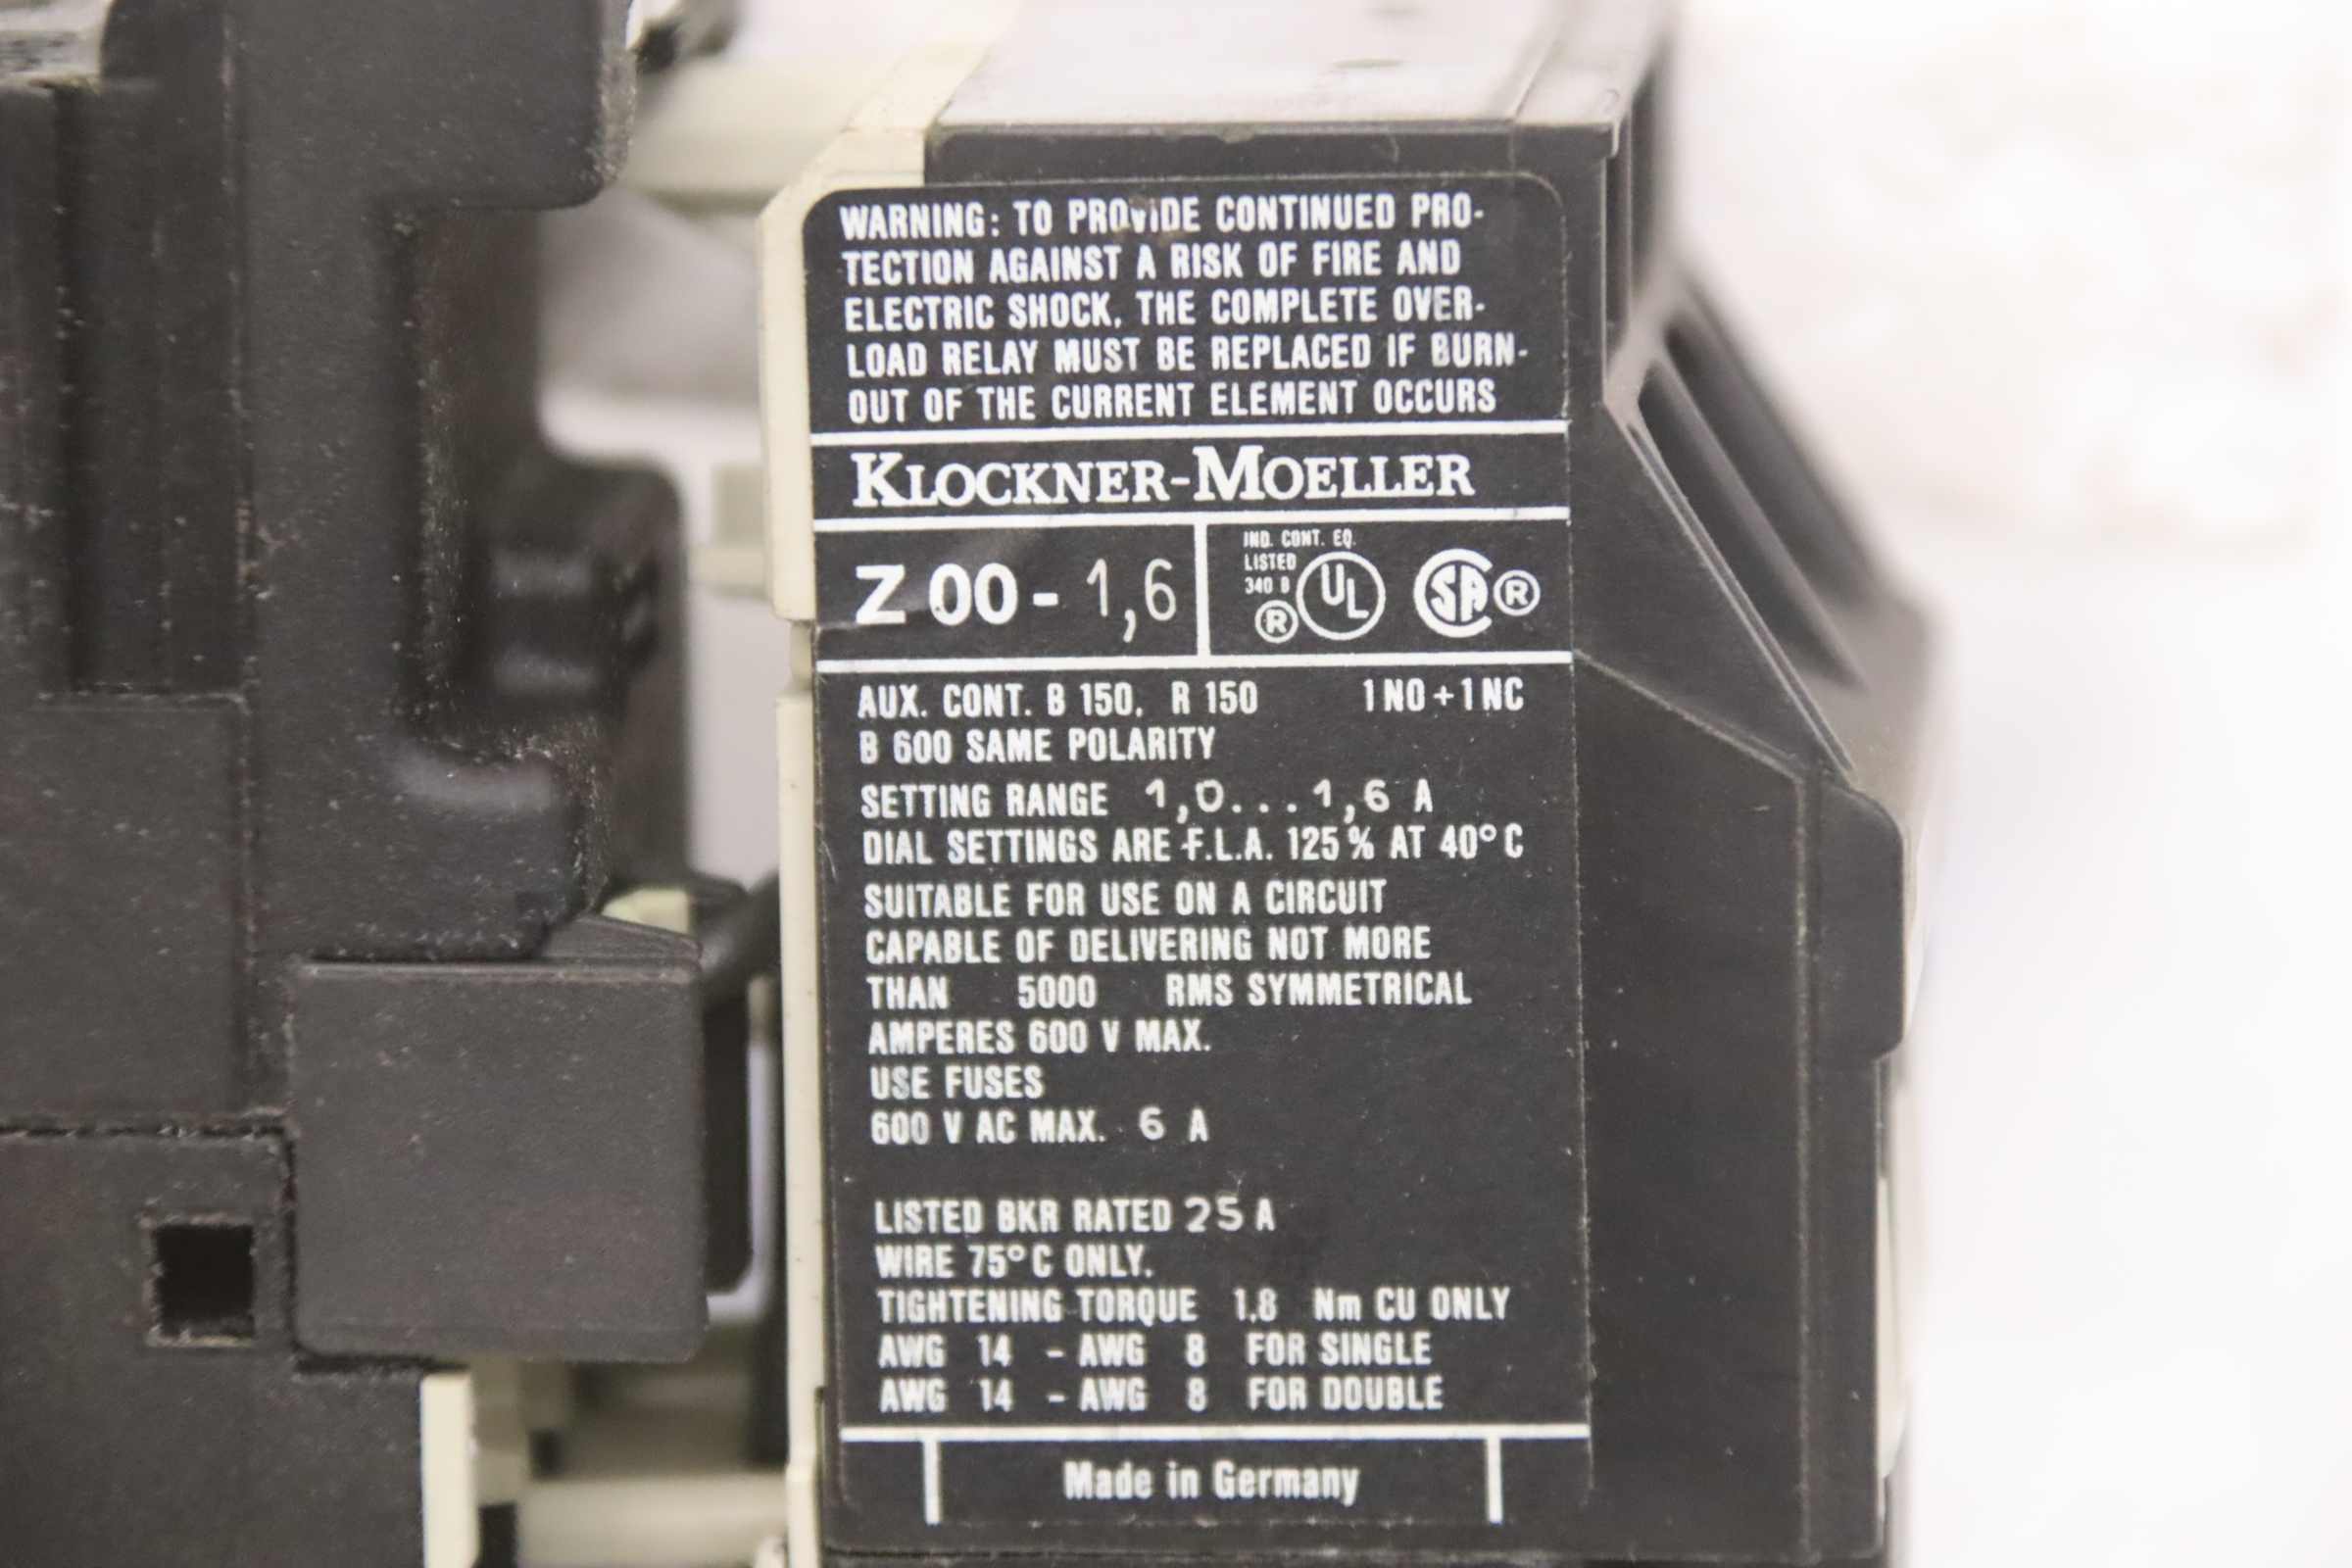 WARNING: TO PROVIDE CONTINUED PRO-
TECTION AGAINST A RISK OF FIRE AND
ELECTRIC SHOCK, THE COMPLETE OVER-
LOAD RELAY MUST BE REPLACED IF BURN-
OUT OF THE CURRENT ELEMENT OCCURS
KLOCKNER-MOELLER
Z 00 - 1,6
IND. CONT. EQ.
LISTED
340 B
® UL SA ®
AUX. CONT. B 150, R 150 1 NO + 1 NC
B 600 SAME POLARITY
SETTING RANGE 1,0...1,6 A
DIAL SETTINGS ARE F.L.A. 125 % AT 40° C
SUITABLE FOR USE ON A CIRCUIT
CAPABLE OF DELIVERING NOT MORE
THAN 5000 RMS SYMMETRICAL
AMPERES 600 V MAX.
USE FUSES
600 V AC MAX. 6 A
LISTED BKR RATED 25 A
WIRE 75° C ONLY.
TIGHTENING TORQUE 1.8 Nm CU ONLY
AWG 14 - AWG 8 FOR SINGLE
AWG 14 - AWG 8 FOR DOUBLE
Made in Germany